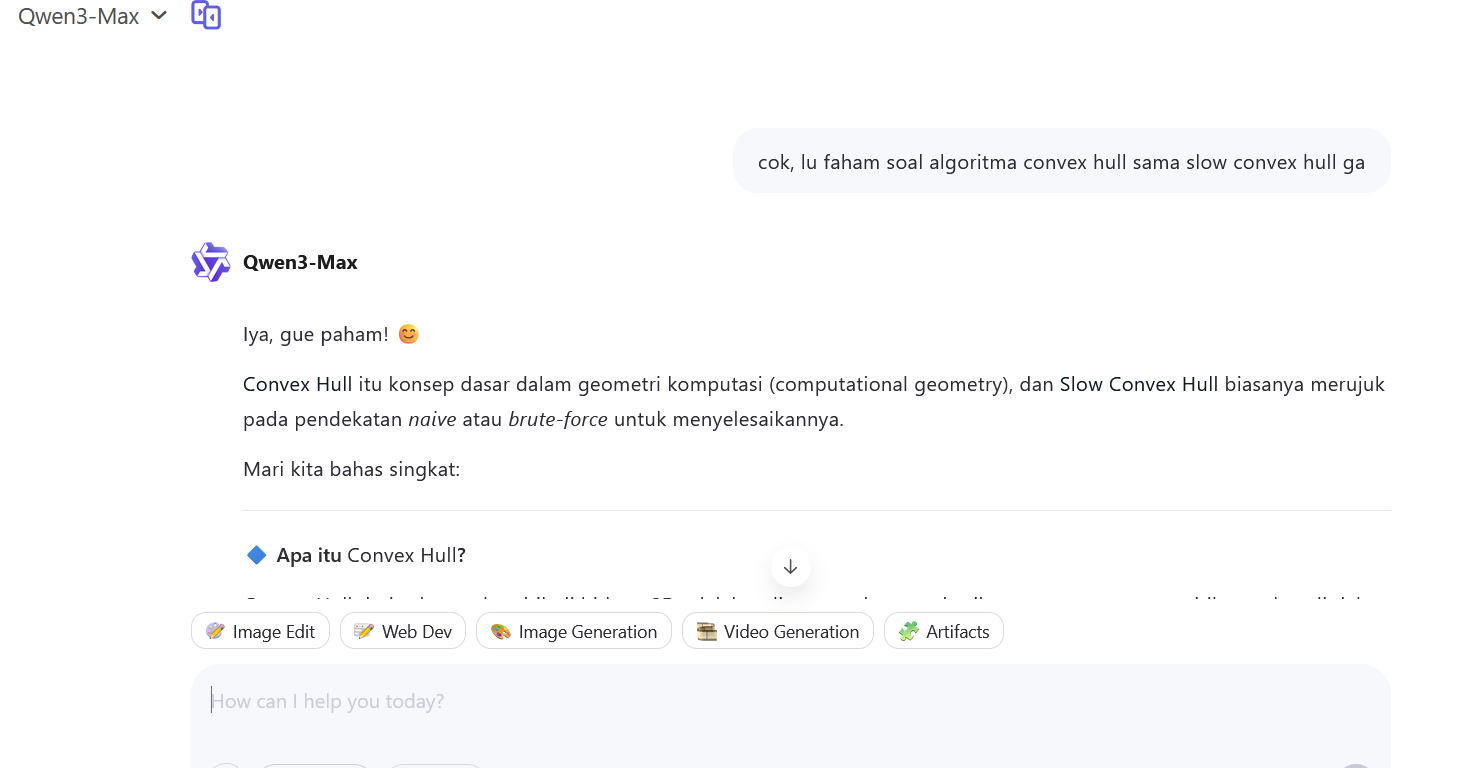 Qwen3-Max
cok, lu faham soal algoritma convex hull sama slow convex hull ga
Qwen3-Max
Iya, gue paham! 😊
Convex Hull itu konsep dasar dalam geometri komputasi (computational geometry), dan Slow Convex Hull biasanya merujuk
pada pendekatan naive atau brute-force untuk menyelesaikannya.
Mari kita bahas singkat:
Apa itu Convex Hull?
Image Edit
Web Dev
Image Generation
Video Generation
Artifacts
How can I help you today?